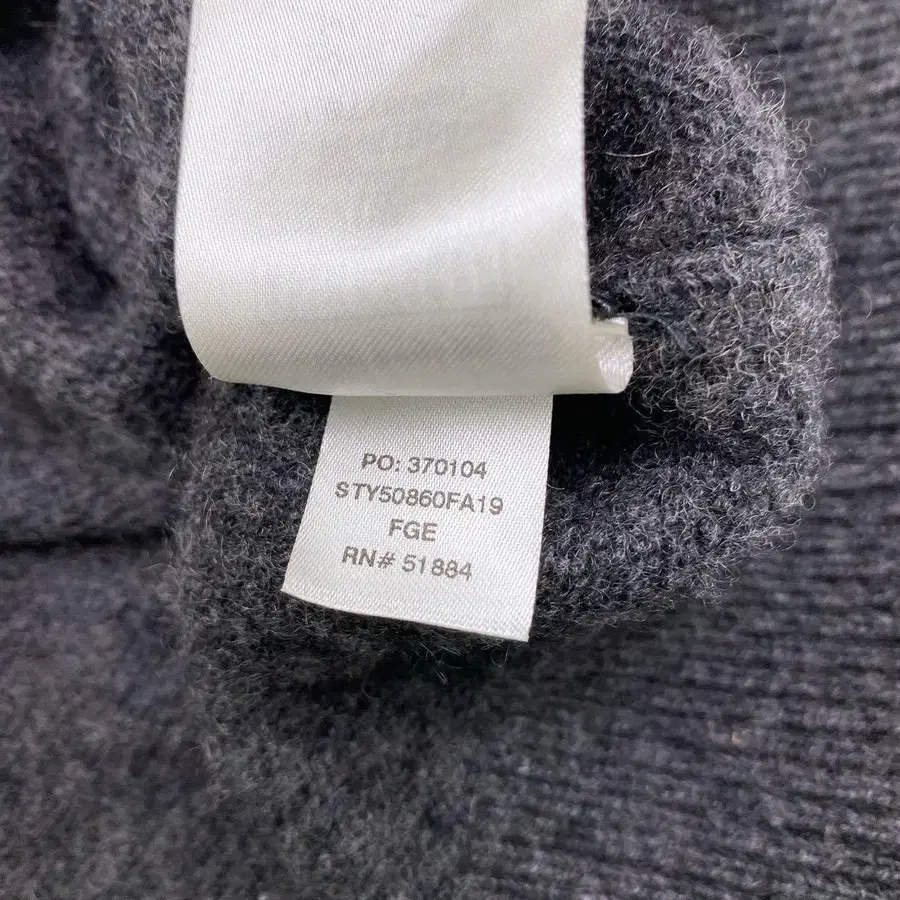 PO: 370104
STY50860FA19
FGE
RN# 51884